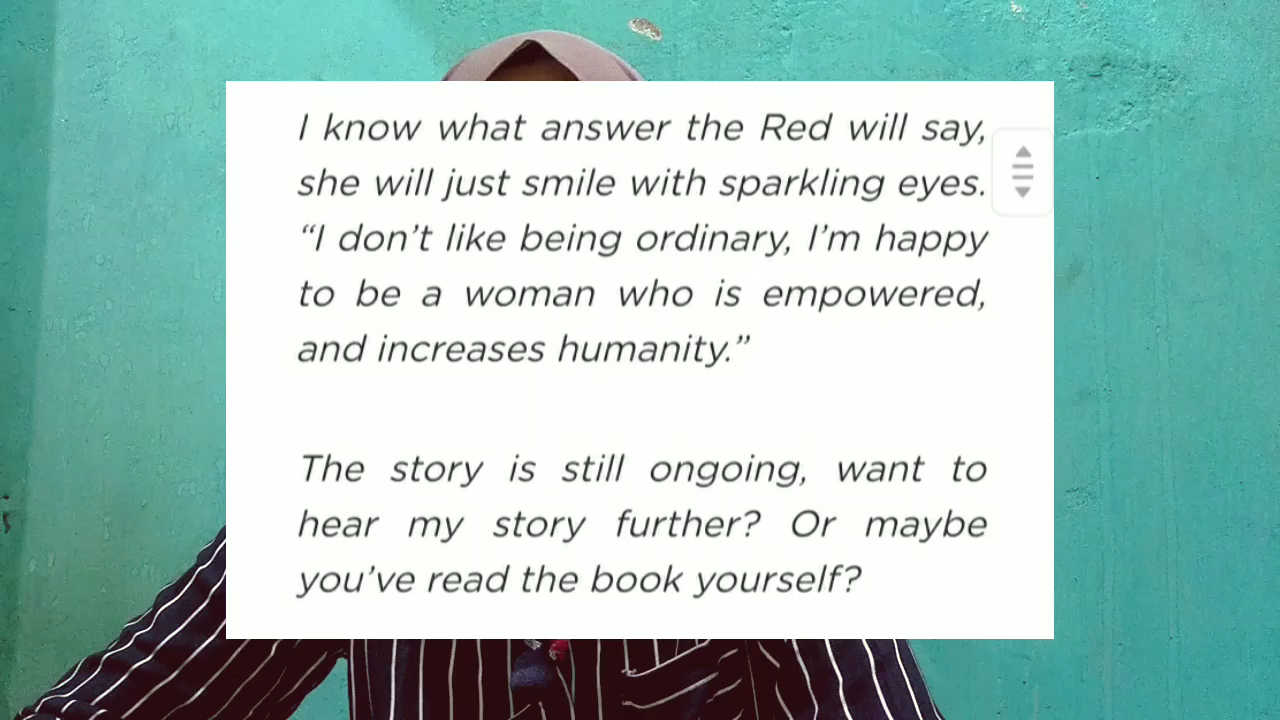 I know what answer the Red will say,
she will just smile with sparkling eyes.
“I don’t like being ordinary, I’m happy
to be a woman who is empowered,
and increases humanity.”
The story is still ongoing, want to
hear my story further? Or maybe
you’ve read the book yourself?